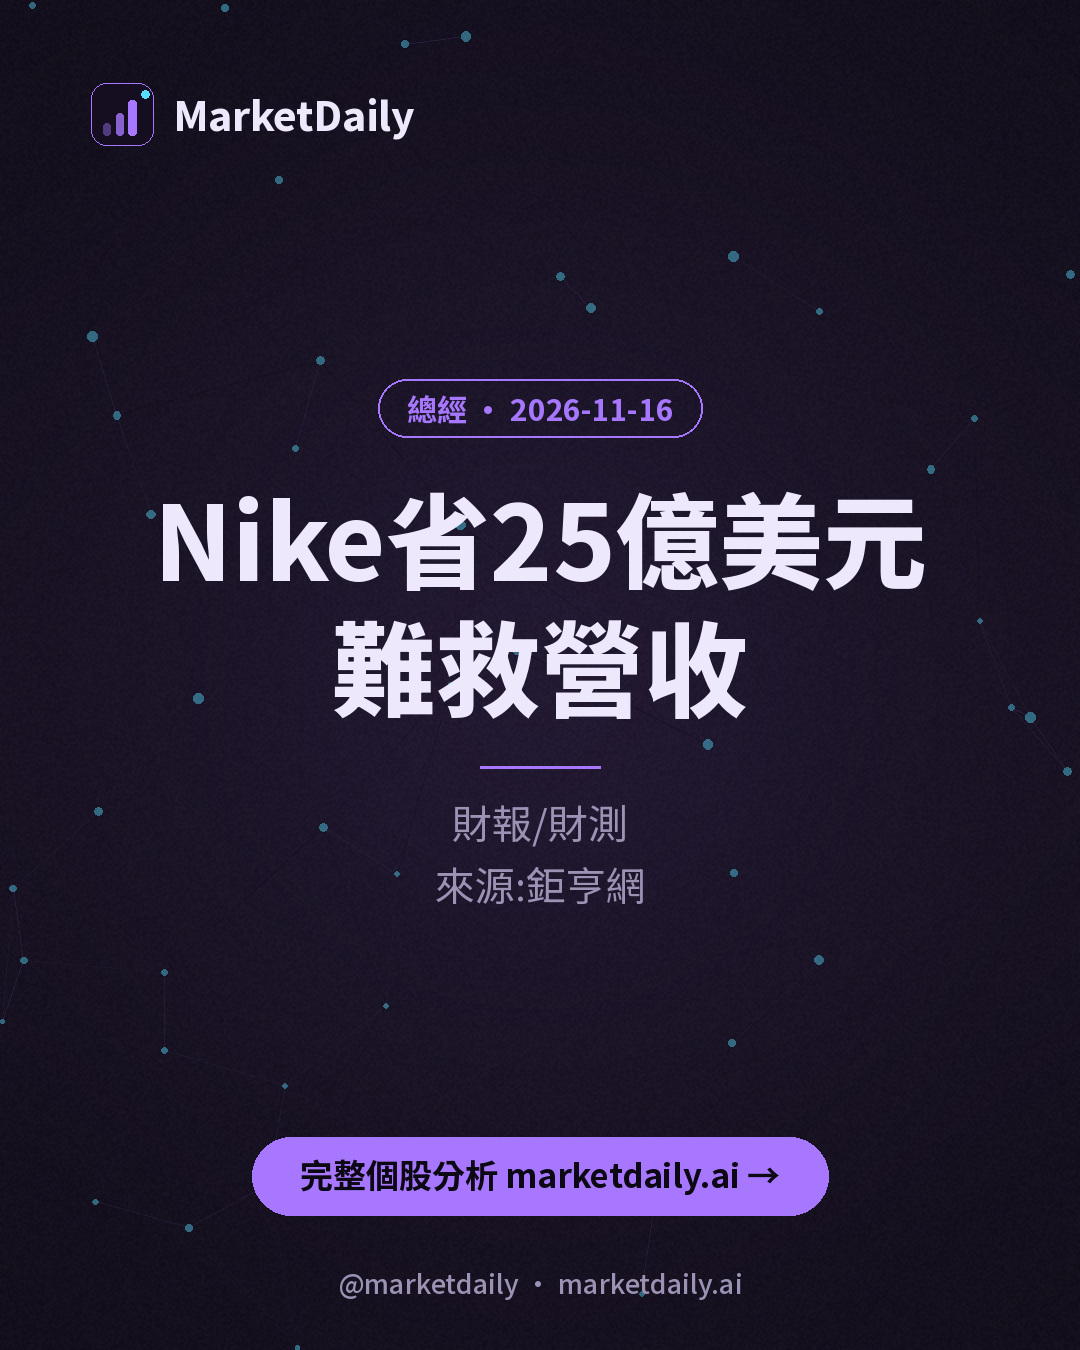 MarketDaily
總經 · 2026-11-16
Nike省25億美元
難救營收
財報/財測
來源:鉅亨網
完整個股分析 marketdaily.ai →
@marketdaily · marketdaily.ai